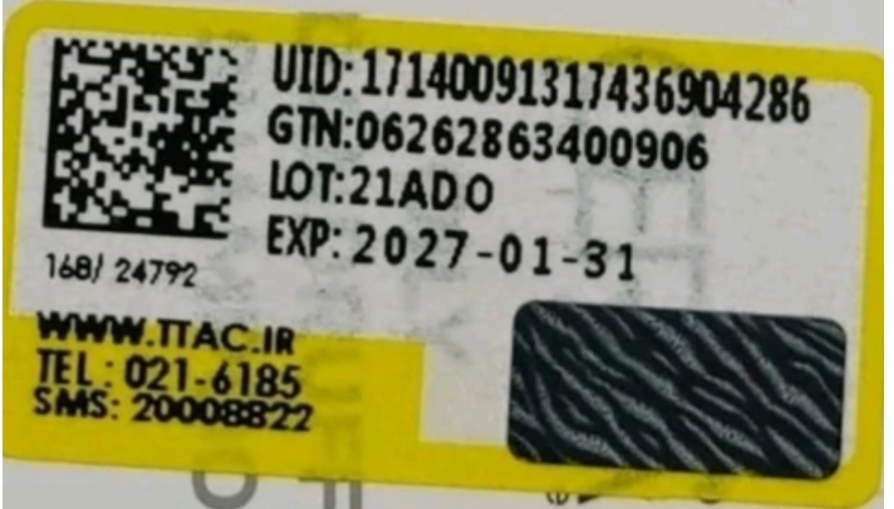 UID:17140091317436904286
GTN:06262863400906
LOT:21ADO
EXP: 2027-01-31
168/ 24792
WWW.TTAC.IR
TEL : 021-6185
SMS: 20008822